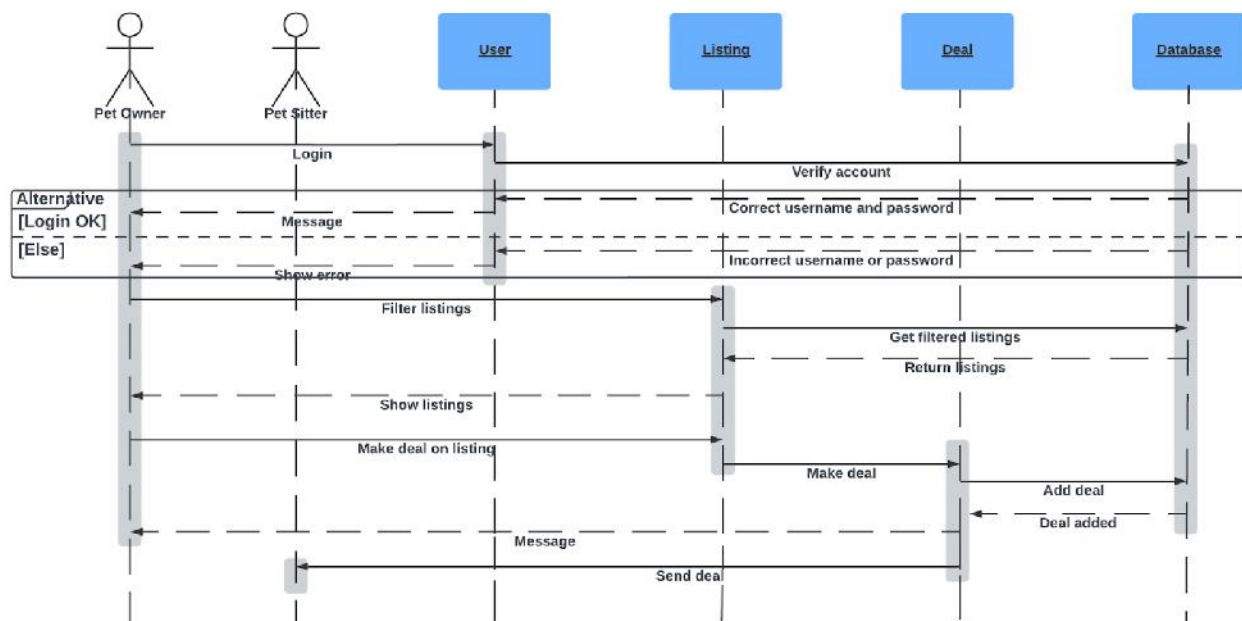 User
Listing
Deal
Database
Pet Owner
Pet Sitter
Login
Verify account
Alternative
[Login OK]
Correct username and password
Message
[Else]
Incorrect username or password
Show error
Filter listings
Get filtered listings
Return listings
Show listings
Make deal on listing
Make deal
Add deal
Deal added
Message
Send deal